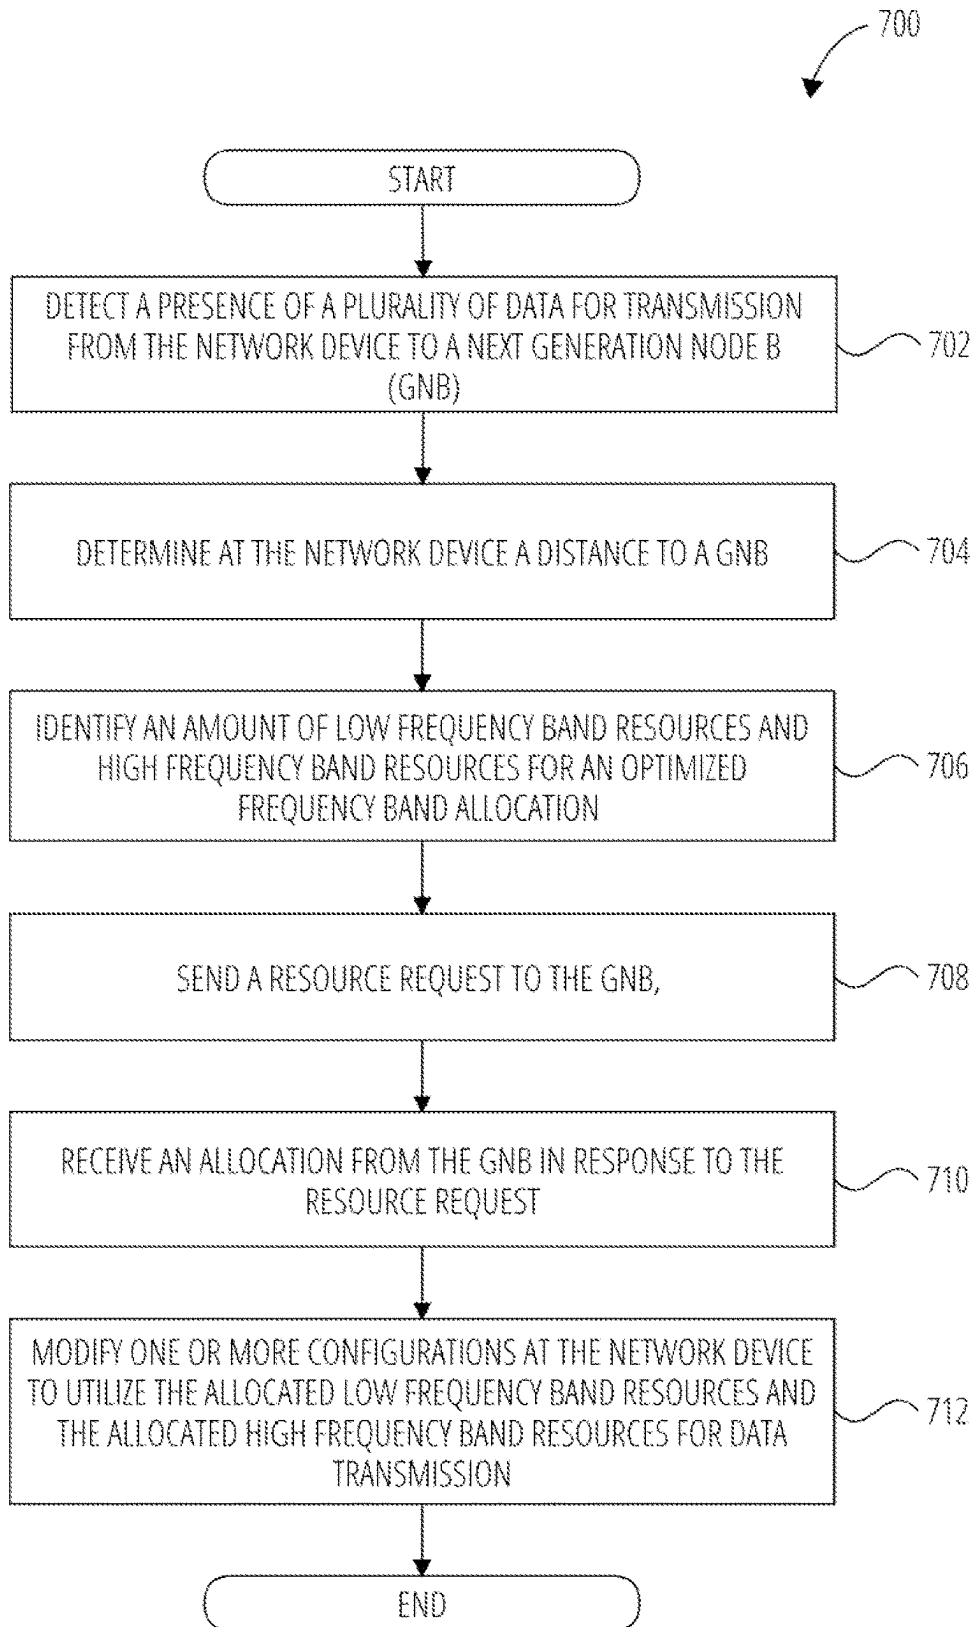 700
START
DETECT A PRESENCE OF A PLURALITY OF DATA FOR TRANSMISSION
FROM THE NETWORK DEVICE TO A NEXT GENERATION NODE B
(GNB)
702
DETERMINE AT THE NETWORK DEVICE A DISTANCE TO A GNB
704
IDENTIFY AN AMOUNT OF LOW FREQUENCY BAND RESOURCES AND
HIGH FREQUENCY BAND RESOURCES FOR AN OPTIMIZED
FREQUENCY BAND ALLOCATION
706
SEND A RESOURCE REQUEST TO THE GNB,
708
RECEIVE AN ALLOCATION FROM THE GNB IN RESPONSE TO THE
RESOURCE REQUEST
710
MODIFY ONE OR MORE CONFIGURATIONS AT THE NETWORK DEVICE
TO UTILIZE THE ALLOCATED LOW FREQUENCY BAND RESOURCES AND
THE ALLOCATED HIGH FREQUENCY BAND RESOURCES FOR DATA
TRANSMISSION
712
END